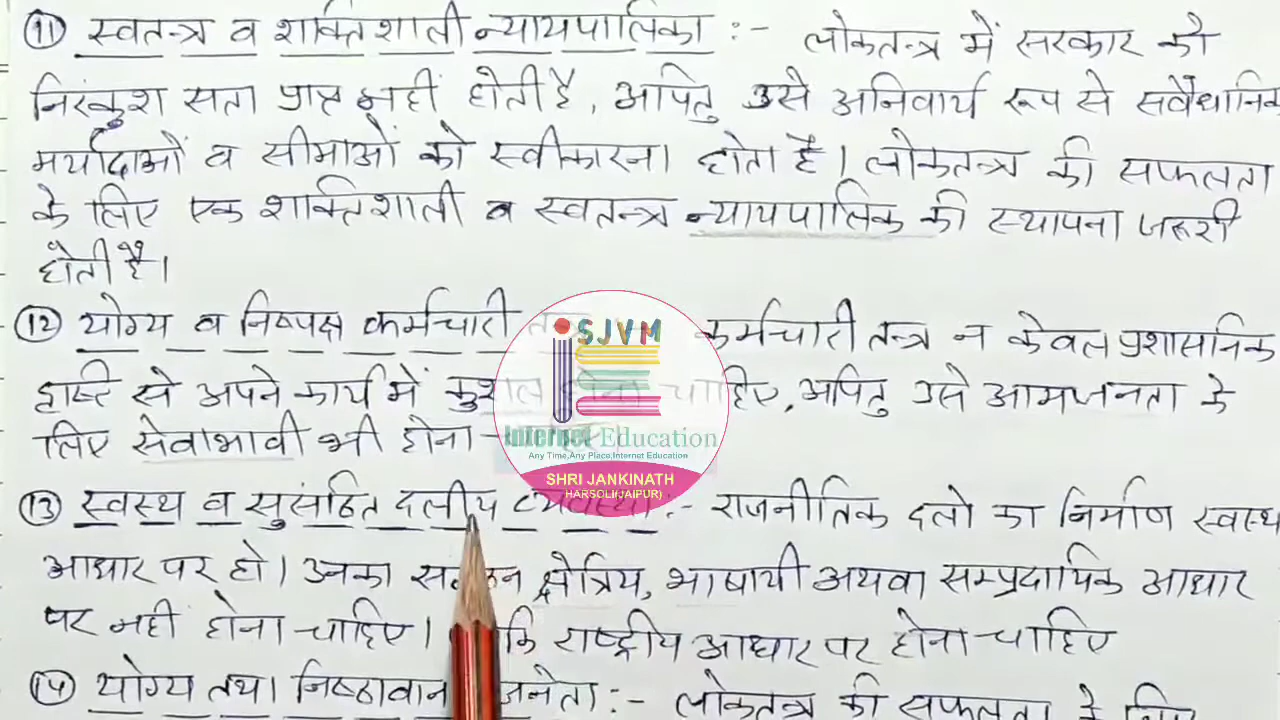 11 स्वतन्त्र व शक्तिशाली न्यायपालिका :- लोकतन्त्र में सरकार को
निरंकुश सता प्राप्त नहीं होती है, अपितु उसे अनिवार्य रूप से सवैधानिक
मर्यादाओं व सीमाओं को स्वीकारना होता है। लोकतन्त्र की सफलता
के लिए एक शक्तिशाली व स्वतन्त्र न्यायपालिक की स्थापना जरूरी
होती है।
12 योग्य व निष्पक्ष कर्मचारी कर्मचारी तन्त्र न केवल प्रशासनिक
दृष्टि से अपने कार्य में कुशल होना चाहिए, अपितु उसे आमजनता के
लिए सेवाभावी भी होना
13 स्वस्थ व सुसंठित दलीय व्यवस्था :- राजनीतिक दलो का निर्माण स्वस्थ
आधार पर हो। उनका क्षेत्रिय, भाषायी अथवा सम्प्रदायिक आधार
पर नही होना चाहिए। राष्ट्रीय आधार पर होना चाहिए
14 योग्य तथा निष्ठावान :- लोकतन्त्र की सफलता के लिए
SJVM
Internet Education
Any Time,Any Place,Internet Education
SHRI JANKINATH
HARSOLI(JAIPUR)